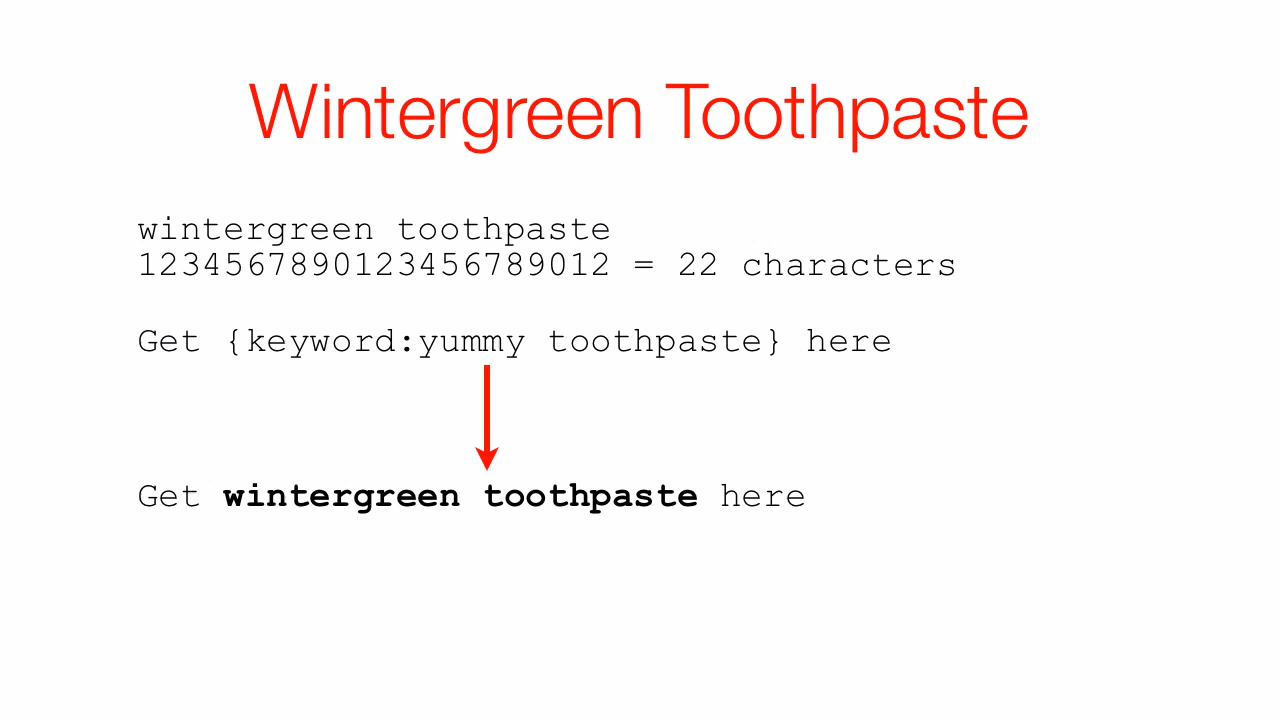 Wintergreen Toothpaste
wintergreen toothpaste
1234567890123456789012 = 22 characters
Get {keyword:yummy toothpaste} here
Get wintergreen toothpaste here